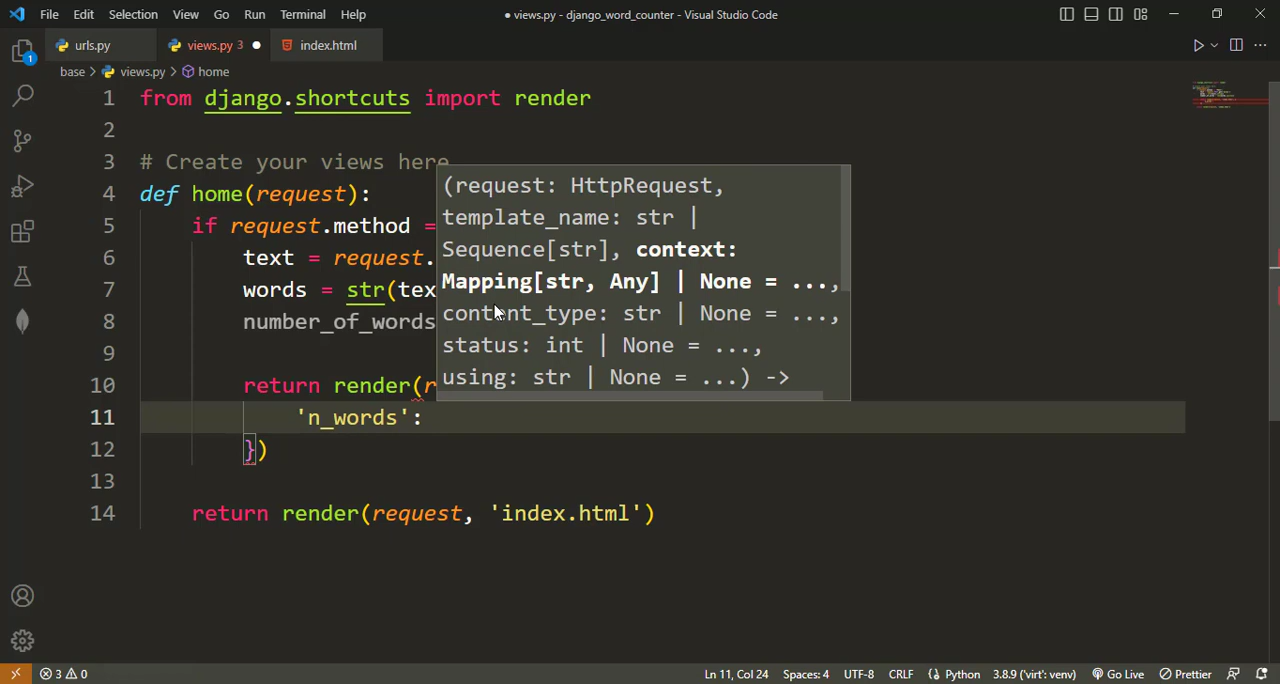 File Edit Selection View Go Run Terminal Help
● views.py - django_word_counter - Visual Studio Code
urls.py
views.py 3 ●
index.html
base > views.py > home
1
1 from django.shortcuts import render
2
3 # Create your views here
4 def home(request):
5 if request.method =
6 text = request.
7 words = str(tex
8 number_of_words
9
10 return render(r
11 'n_words':
12 })
13
14 return render(request, 'index.html')
(request: HttpRequest,
template_name: str |
Sequence[str], context:
Mapping[str, Any] | None = ...,
content_type: str | None = ...,
status: int | None = ...,
using: str | None = ...) ->
3 0
Ln 11, Col 24 Spaces: 4 UTF-8 CRLF Python 3.8.9 ('virt': venv) Go Live Prettier